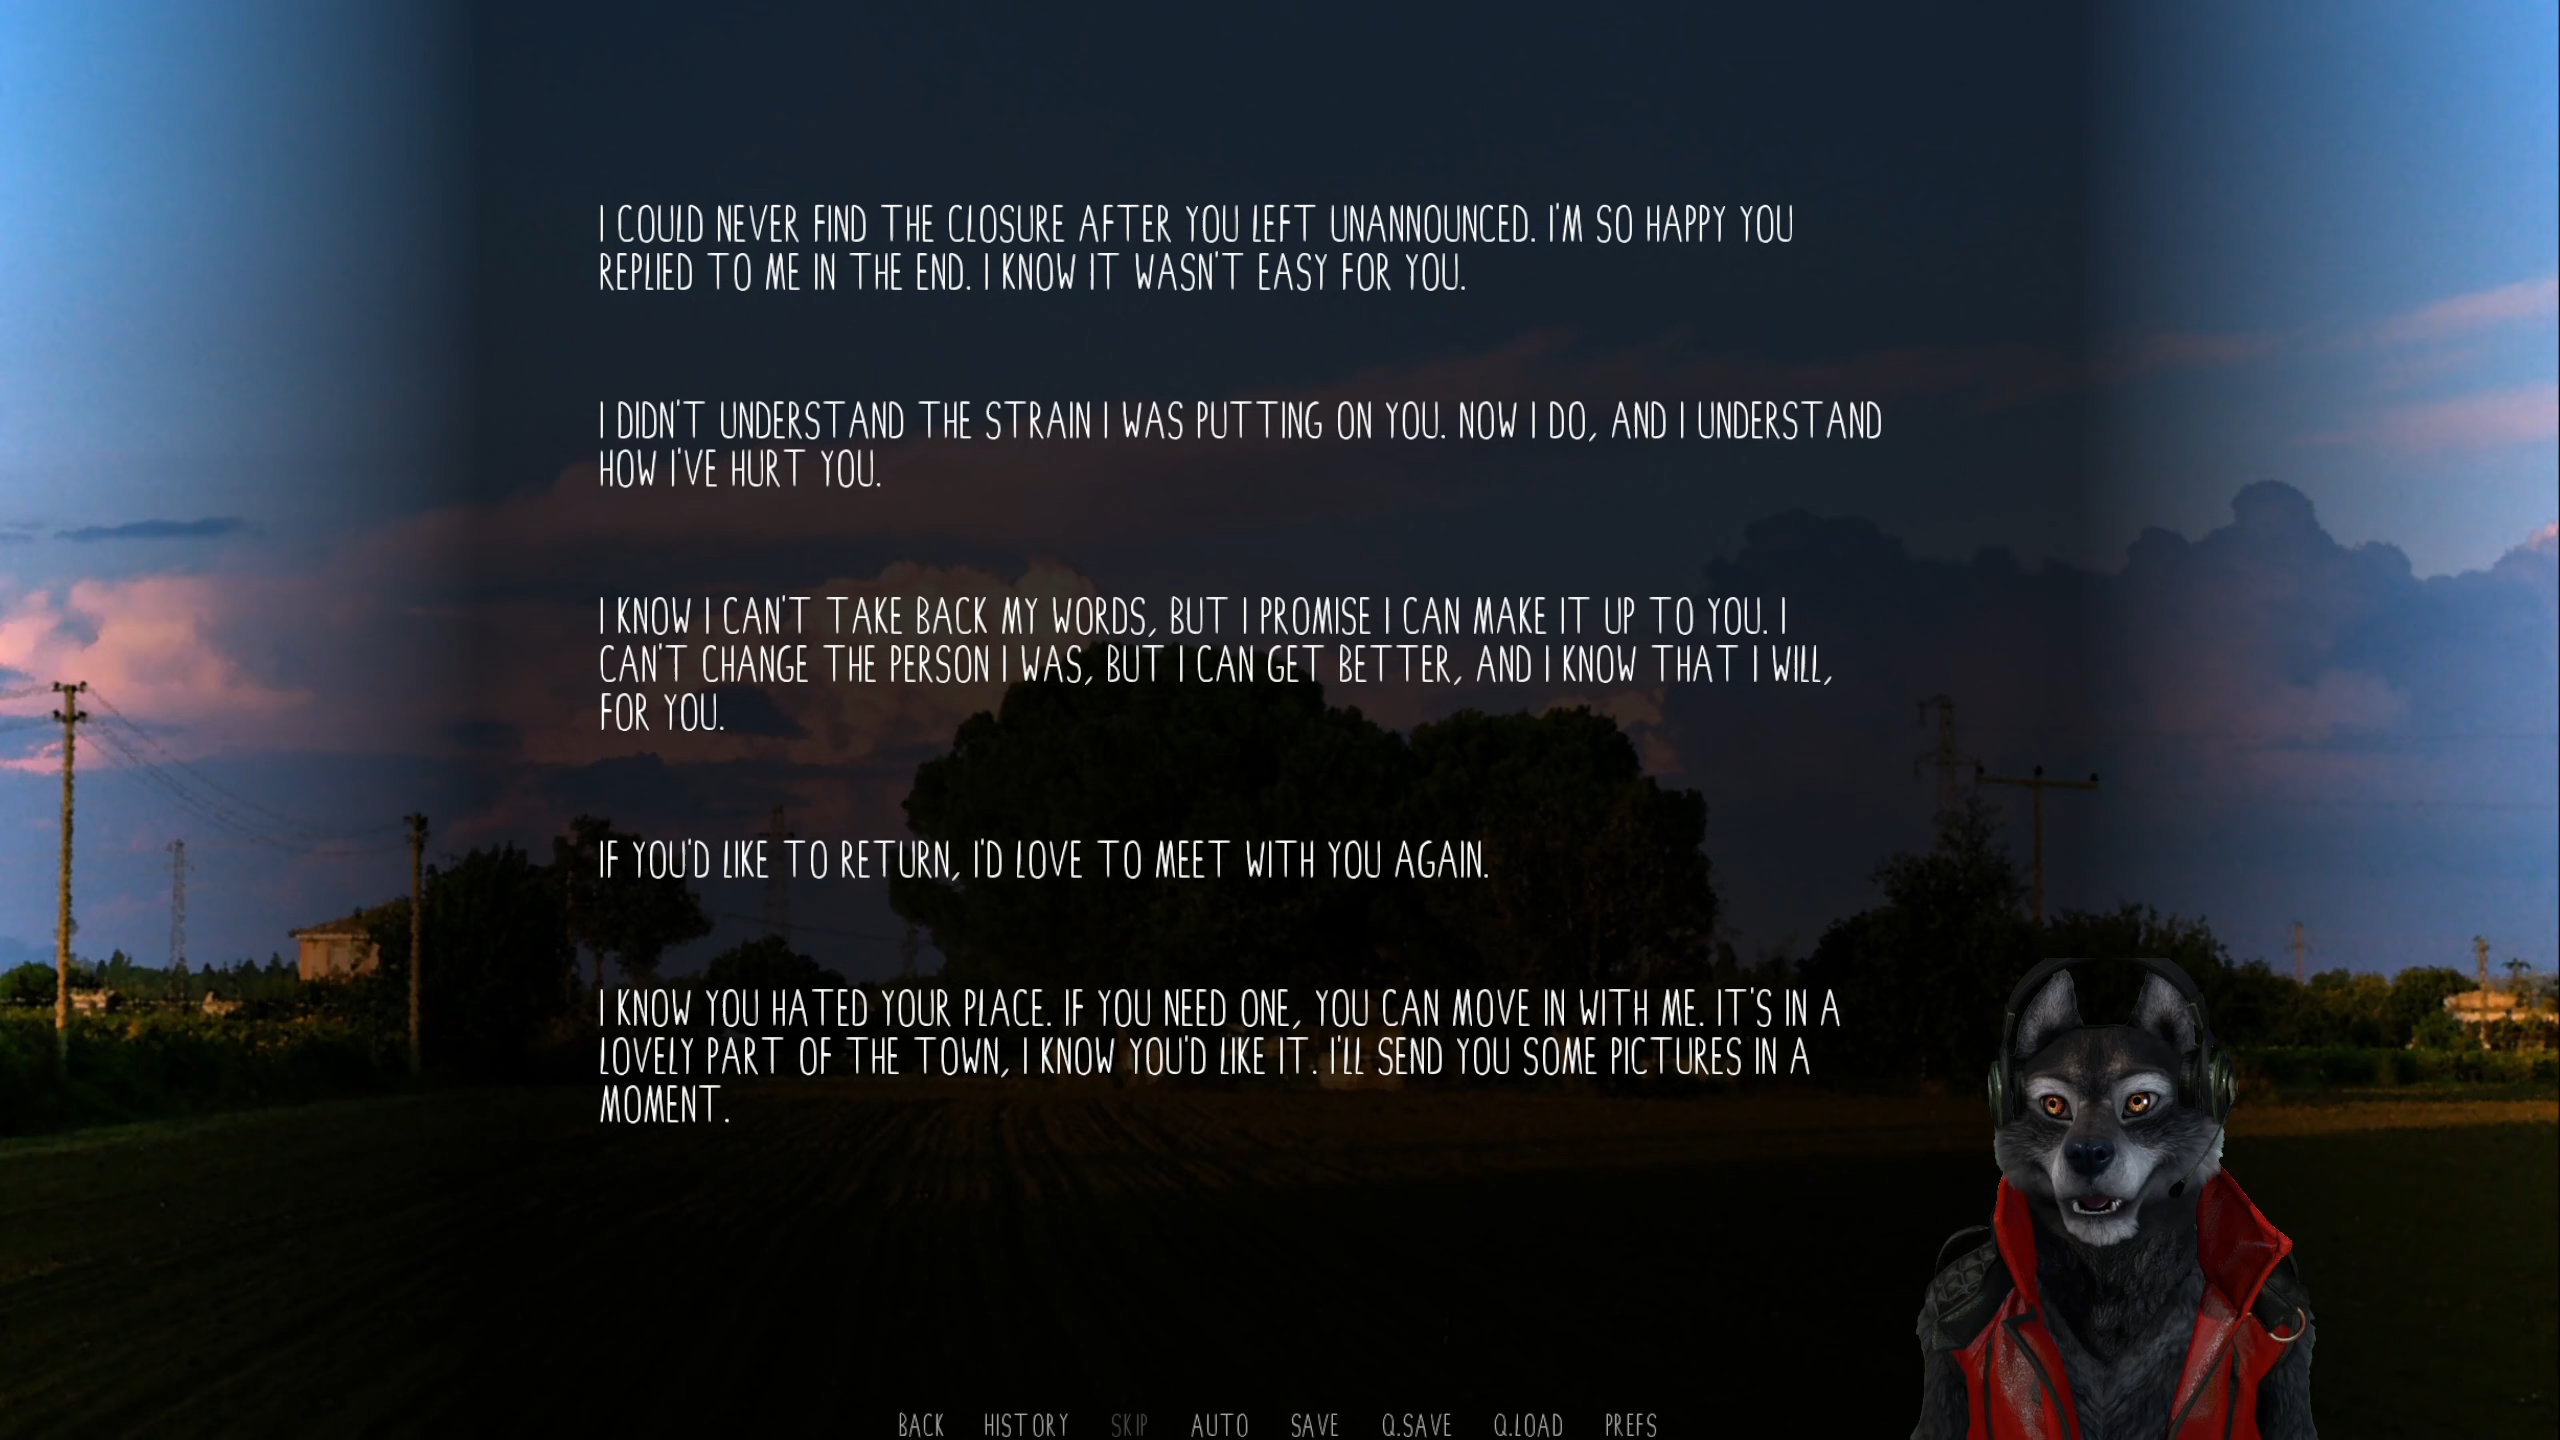 I COULD NEVER FIND THE CLOSURE AFTER YOU LEFT UNANNOUNCED. I'M SO HAPPY YOU
REPLIED TO ME IN THE END. I KNOW IT WASN'T EASY FOR YOU.
I DIDN'T UNDERSTAND THE STRAIN I WAS PUTTING ON YOU. NOW I DO, AND I UNDERSTAND
HOW I'VE HURT YOU.
I KNOW I CAN'T TAKE BACK MY WORDS, BUT I PROMISE I CAN MAKE IT UP TO YOU. I
CAN'T CHANGE THE PERSON I WAS, BUT I CAN GET BETTER, AND I KNOW THAT I WILL,
FOR YOU.
IF YOU'D LIKE TO RETURN, I'D LOVE TO MEET WITH YOU AGAIN.
I KNOW YOU HATED YOUR PLACE. IF YOU NEED ONE, YOU CAN MOVE IN WITH ME. IT'S IN A
LOVELY PART OF THE TOWN, I KNOW YOU'D LIKE IT. I'LL SEND YOU SOME PICTURES IN A
MOMENT.
BACK HISTORY SKIP AUTO SAVE Q.SAVE Q.LOAD PREFS